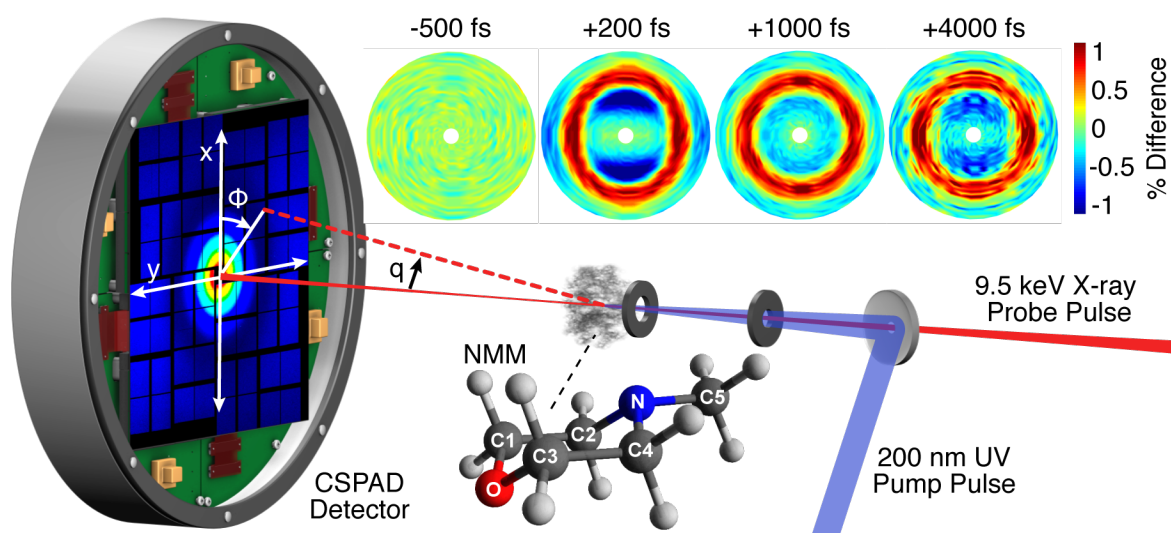 -500 fs
+200 fs
+1000 fs
+4000 fs
1
0.5
0
-0.5
-1
% Difference
x
Φ
y
q
9.5 keV X-ray
Probe Pulse
NMM
N
C5
C1
C2
C3
C4
O
CSPAD
Detector
200 nm UV
Pump Pulse